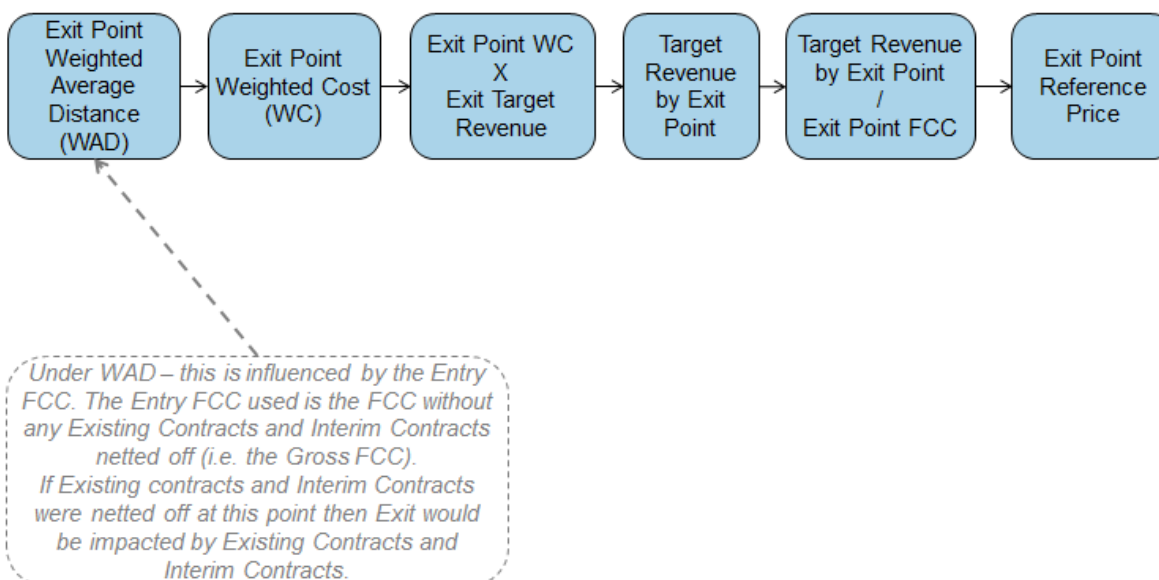 Exit Point
Weighted
Average
Distance
(WAD)
Exit Point
Weighted Cost
(WC)
Exit Point WC
X
Exit Target
Revenue
Target
Revenue
by Exit
Point
Target Revenue
by Exit Point
/
Exit Point FCC
Exit Point
Reference
Price
Under WAD – this is influenced by the Entry
FCC. The Entry FCC used is the FCC without
any Existing Contracts and Interim Contracts
netted off (i.e. the Gross FCC).
If Existing contracts and Interim Contracts
were netted off at this point then Exit would
be impacted by Existing Contracts and
Interim Contracts.